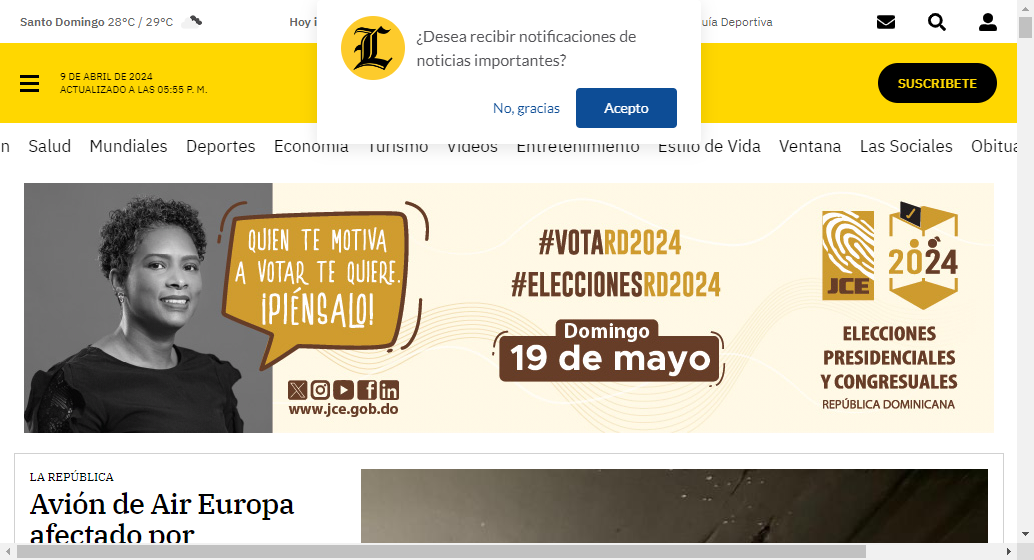 Santo Domingo 28°C / 29°C
Hoy
uía Deportiva
¿Desea recibir notificaciones de
noticias importantes?
No, gracias
Acepto
9 DE ABRIL DE 2024
ACTUALIZADO A LAS 05:55 P. M.
SUSCRIBETE
n Salud Mundiales Deportes Economía Turismo Videos Entretenimiento Estilo de Vida Ventana Las Sociales Obitua
QUIEN TE MOTIVA
A VOTAR TE QUIERE.
¡PIÉNSALO!
www.jce.gob.do
#VOTARD2024
#ELECCIONESRD2024
Domingo
19 de mayo
JCE
2024
ELECCIONES
PRESIDENCIALES
Y CONGRESUALES
REPÚBLICA DOMINICANA
LA REPÚBLICA
Avión de Air Europa
afectado por